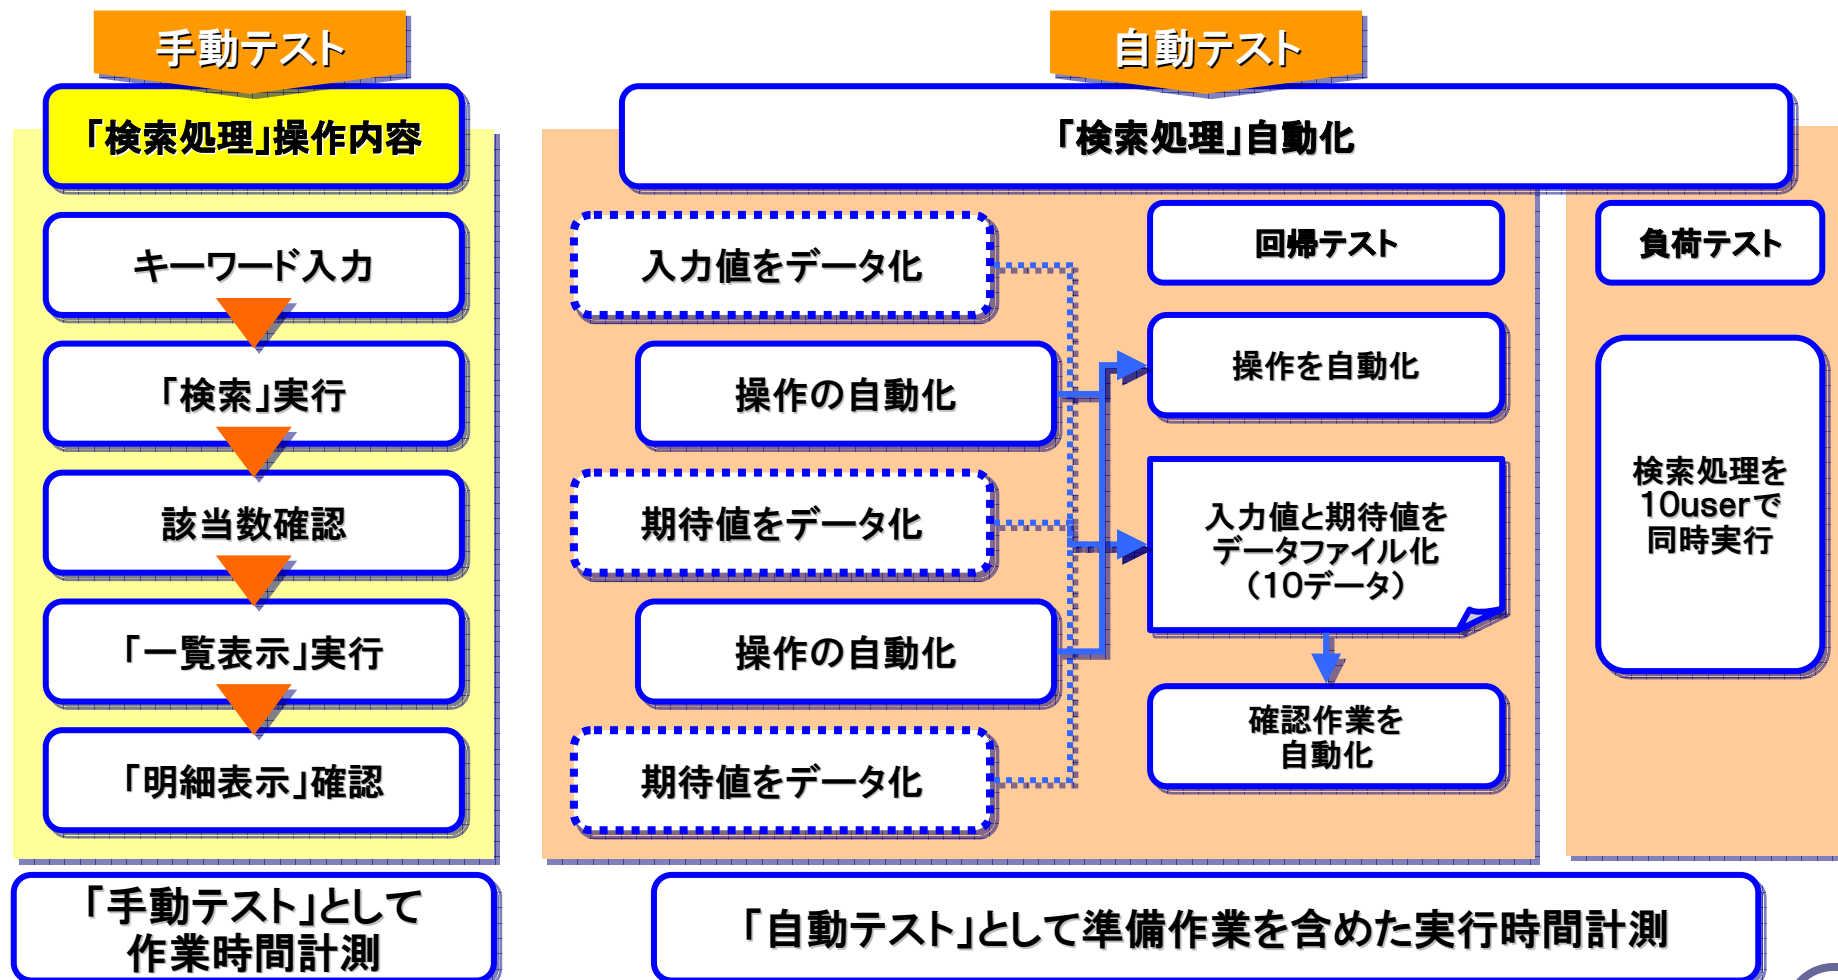 手動テスト
「検索処理」操作内容
キーワード入力
「検索」実行
該当数確認
「一覧表示」実行
「明細表示」確認
「手動テスト」として
作業時間計測
自動テスト
「検索処理」自動化
入力値をデータ化
操作の自動化
期待値をデータ化
操作の自動化
期待値をデータ化
回帰テスト
操作を自動化
入力値と期待値を
データファイル化
（10データ）
確認作業を
自動化
負荷テスト
検索処理を
10userで
同時実行
「自動テスト」として準備作業を含めた実行時間計測